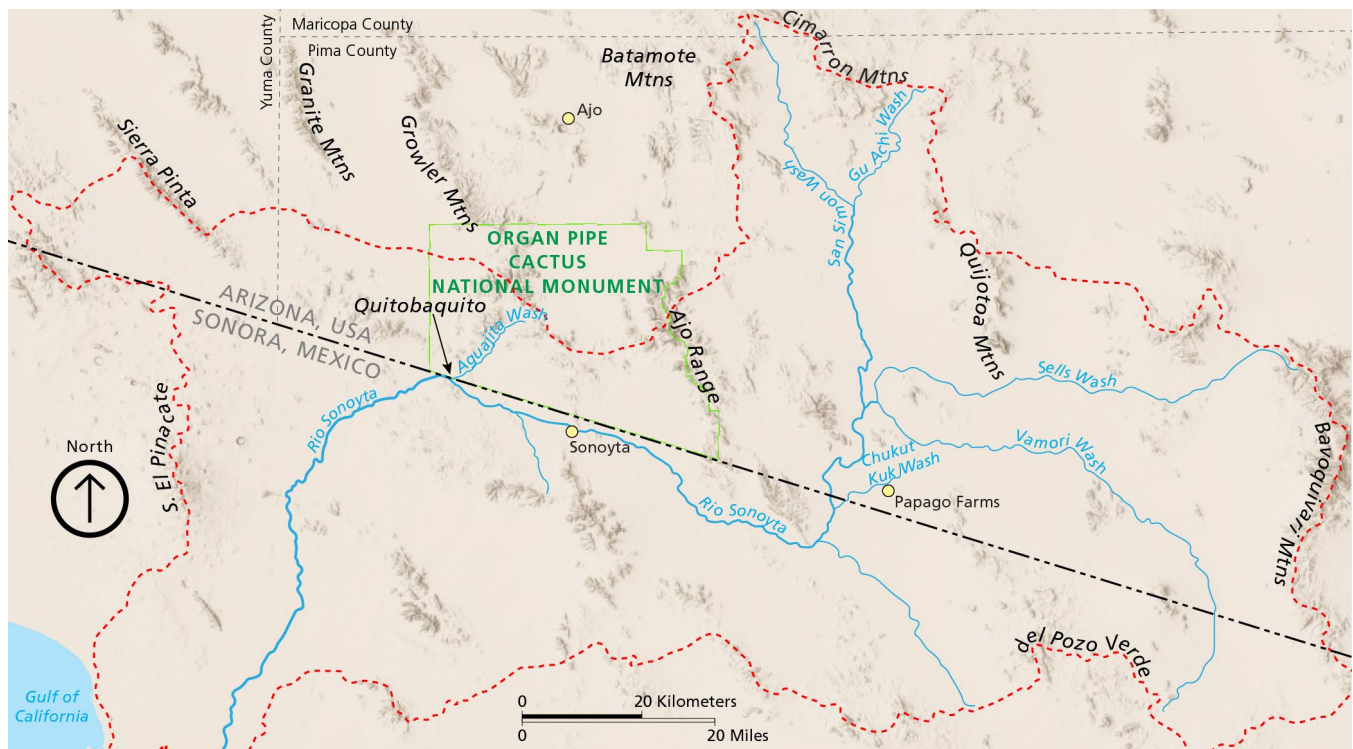 Yuma County
Maricopa County
Pima County
Cimarron Mtns
Batamote
Mtns
Granite Mtns
Ajo
Sierra Pinta
Growler Mtns
Gu Achi Wash
San Simon Wash
ORGAN PIPE
CACTUS
NATIONAL MONUMENT
Quijotoa Mtns
ARIZONA, USA
SONORA, MEXICO
Quitobaquito
Aguajita Wash
Ajo Range
Sells Wash
S. El Pinacate
Rio Sonoyta
North
Sonoyta
Chukut
Kuk Wash
Vamori Wash
Baboquivari Mtns
Papago Farms
Rio Sonoyta
del Pozo Verde
Gulf of
California
0 20 Kilometers
0 20 Miles